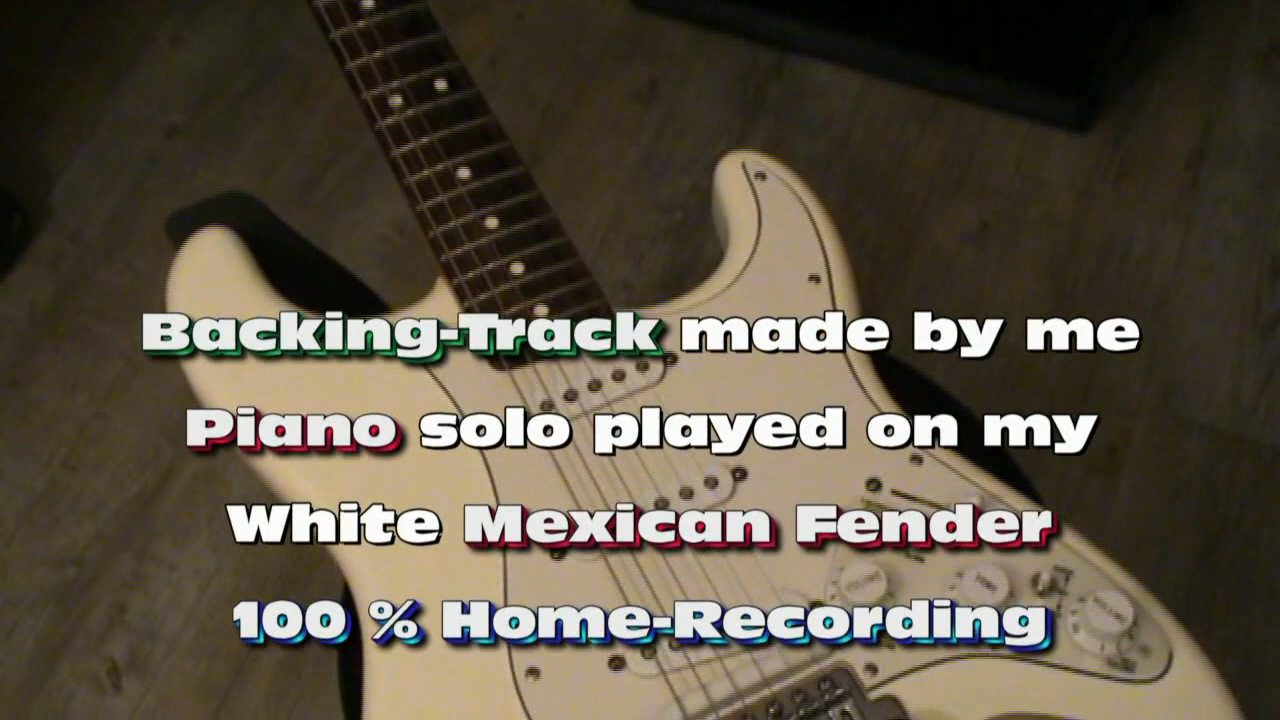 Backing-Track made by me
Piano solo played on my
White Mexican Fender
100 % Home-Recording